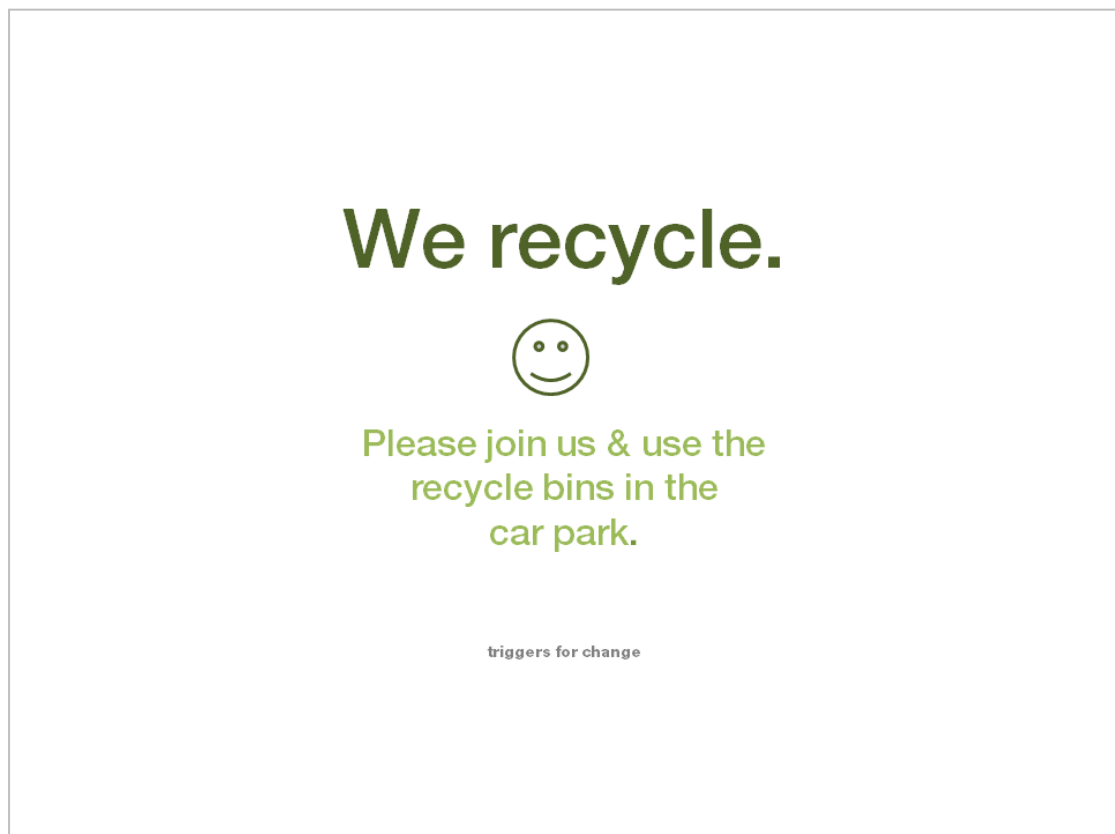 We recycle.
Please join us & use the
recycle bins in the
car park.
triggers for change